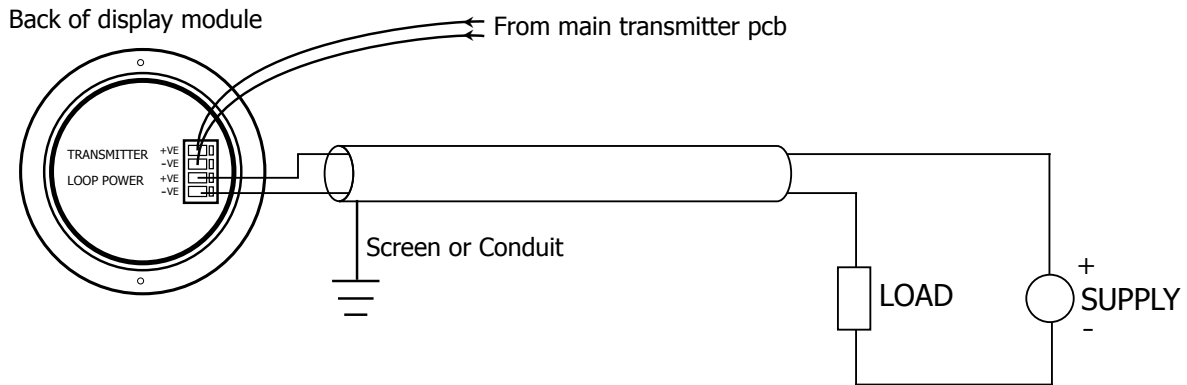 Back of display module
From main transmitter pcb
TRANSMITTER +VE
-VE
LOOP POWER +VE
-VE
Screen or Conduit
LOAD
+
SUPPLY
-